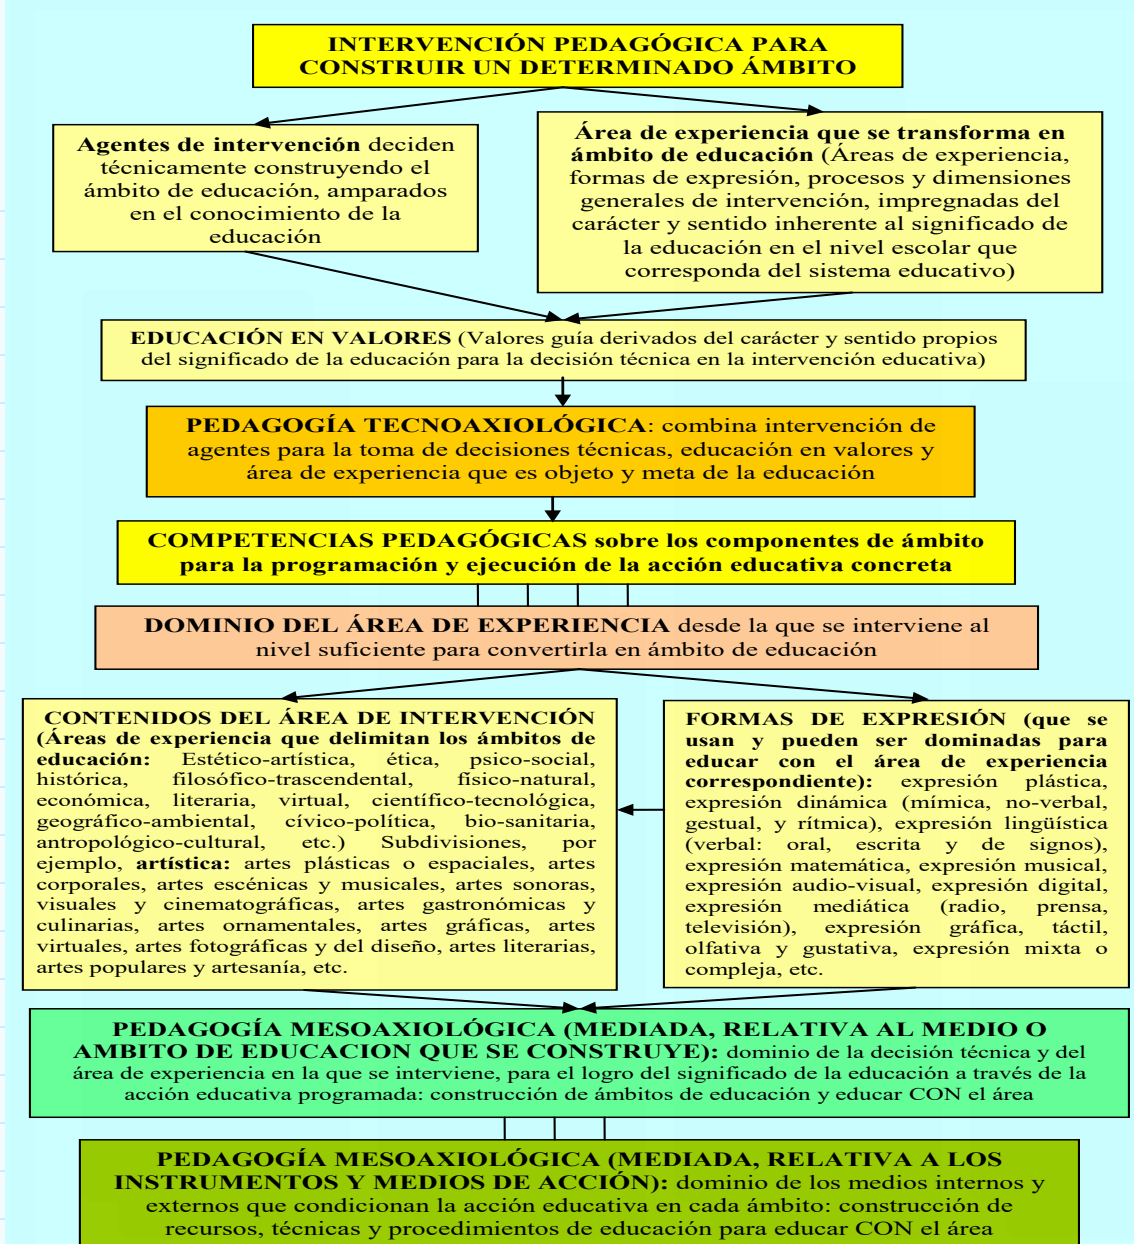 INTERVENCIÓN PEDAGÓGICA PARA
CONSTRUIR UN DETERMINADO ÁMBITO
Agentes de intervención deciden
técnicamente construyendo el
ámbito de educación, amparados
en el conocimiento de la
educación
Área de experiencia que se transforma en
ámbito de educación (Áreas de experiencia,
formas de expresión, procesos y dimensiones
generales de intervención, impregnadas del
carácter y sentido inherente al significado de
la educación en el nivel escolar que
corresponda del sistema educativo)
EDUCACIÓN EN VALORES (Valores guía derivados del carácter y sentido propios
del significado de la educación para la decisión técnica en la intervención educativa)
PEDAGOGÍA TECNOAXIOLÓGICA: combina intervención de
agentes para la toma de decisiones técnicas, educación en valores y
área de experiencia que es objeto y meta de la educación
COMPETENCIAS PEDAGÓGICAS sobre los componentes de ámbito
para la programación y ejecución de la acción educativa concreta
DOMINIO DEL ÁREA DE EXPERIENCIA desde la que se interviene al
nivel suficiente para convertirla en ámbito de educación
CONTENIDOS DEL ÁREA DE INTERVENCIÓN
(Áreas de experiencia que delimitan los ámbitos de
educación: Estético-artística, ética, psico-social,
histórica, filosófico-trascendental, físico-natural,
económica, literaria, virtual, científico-tecnológica,
geográfico-ambiental, cívico-política, bio-sanitaria,
antropológico-cultural, etc.) Subdivisiones, por
ejemplo, artística: artes plásticas o espaciales, artes
corporales, artes escénicas y musicales, artes sonoras,
visuales y cinematográficas, artes gastronómicas y
culinarias, artes ornamentales, artes gráficas, artes
virtuales, artes fotográficas y del diseño, artes literarias,
artes populares y artesanía, etc.
FORMAS DE EXPRESIÓN (que se
usan y pueden ser dominadas para
educar con el área de experiencia
correspondiente): expresión plástica,
expresión dinámica (mímica, no-verbal,
gestual, y rítmica), expresión lingüística
(verbal: oral, escrita y de signos),
expresión matemática, expresión musical,
expresión audio-visual, expresión digital,
expresión mediática (radio, prensa,
televisión), expresión gráfica, táctil,
olfativa y gustativa, expresión mixta o
compleja, etc.
PEDAGOGÍA MESOAXIOLÓGICA (MEDIADA, RELATIVA AL MEDIO O
AMBITO DE EDUCACION QUE SE CONSTRUYE): dominio de la decisión técnica y del
área de experiencia en la que se interviene, para el logro del significado de la educación a través de la
acción educativa programada: construcción de ámbitos de educación y educar CON el área
PEDAGOGÍA MESOAXIOLÓGICA (MEDIADA, RELATIVA A LOS
INSTRUMENTOS Y MEDIOS DE ACCIÓN): dominio de los medios internos y
externos que condicionan la acción educativa en cada ámbito: construcción de
recursos, técnicas y procedimientos de educación para educar CON el área